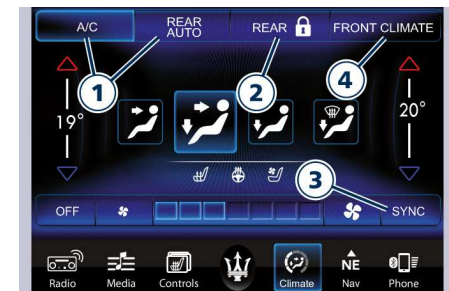 A/C
REAR
AUTO
REAR
FRONT CLIMATE
1
2
4
19°
20°
3
OFF
SYNC
NE
Radio
Media
Controls
Climate
Nav
Phone